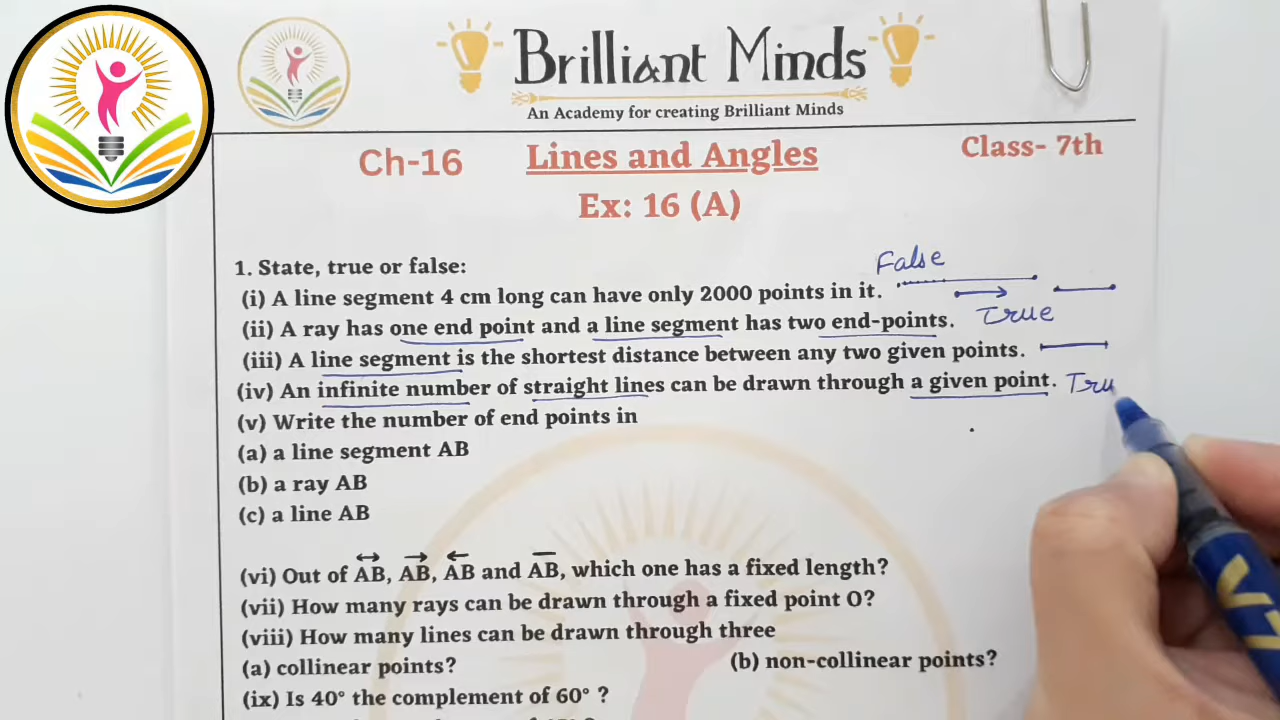 Brilliant Minds
An Academy for creating Brilliant Minds
Ch-16 Lines and Angles Class- 7th
Ex: 16 (A)
1. State, true or false:
False
(i) A line segment 4 cm long can have only 2000 points in it.
(ii) A ray has one end point and a line segment has two end-points. True
(iii) A line segment is the shortest distance between any two given points.
(iv) An infinite number of straight lines can be drawn through a given point. Tru
(v) Write the number of end points in
(a) a line segment AB
(b) a ray AB
(c) a line AB
(vi) Out of A͟B͟↔, AB→, AB← and AB‾, which one has a fixed length?
(vii) How many rays can be drawn through a fixed point O?
(viii) How many lines can be drawn through three
(a) collinear points? (b) non-collinear points?
(ix) Is 40° the complement of 60° ?